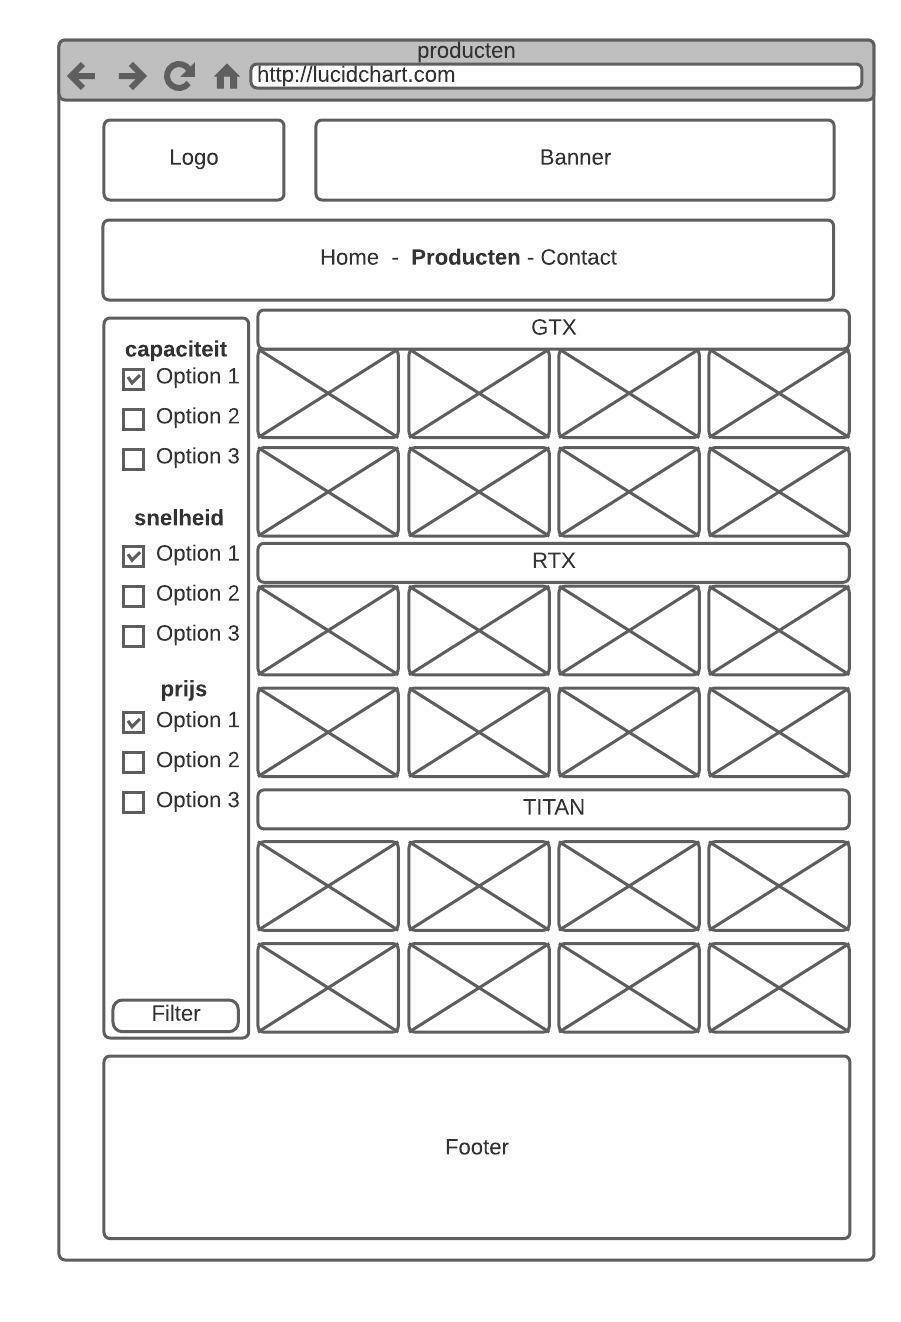 producten
http://lucidchart.com
Logo
Banner
Home - Producten - Contact
capaciteit
Option 1
Option 2
Option 3
snelheid
Option 1
Option 2
Option 3
prijs
Option 1
Option 2
Option 3
Filter
GTX
RTX
TITAN
Footer